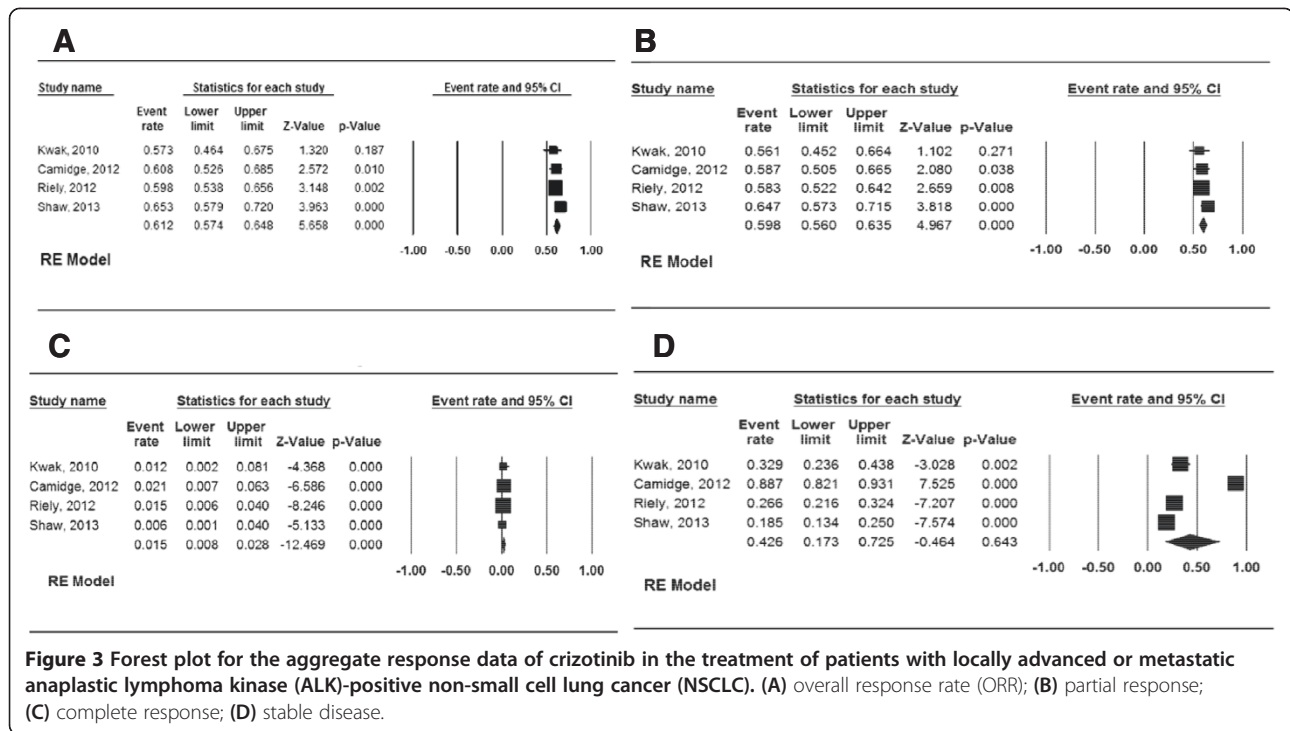 A
Study name Statistics for each study Event rate and 95% CI
Event Lower Upper
rate limit limit Z-Value p-Value
Kwak, 2010 0.573 0.464 0.675 1.320 0.187
Camidge, 2012 0.608 0.526 0.685 2.572 0.010
Riely, 2012 0.598 0.538 0.656 3.148 0.002
Shaw, 2013 0.653 0.579 0.720 3.963 0.000
0.612 0.574 0.648 5.658 0.000
-1.00 -0.50 0.00 0.50 1.00
RE Model
B
Study name Statistics for each study Event rate and 95% CI
Event Lower Upper
rate limit limit Z-Value p-Value
Kwak, 2010 0.561 0.452 0.664 1.102 0.271
Camidge, 2012 0.587 0.505 0.665 2.080 0.038
Riely, 2012 0.583 0.522 0.642 2.659 0.008
Shaw, 2013 0.647 0.573 0.715 3.818 0.000
0.598 0.560 0.635 4.967 0.000
-1.00 -0.50 0.00 0.50 1.00
RE Model
C
Study name Statistics for each study Event rate and 95% CI
Event Lower Upper
rate limit limit Z-Value p-Value
Kwak, 2010 0.012 0.002 0.081 -4.368 0.000
Camidge, 2012 0.021 0.007 0.063 -6.586 0.000
Riely, 2012 0.015 0.006 0.040 -8.246 0.000
Shaw, 2013 0.006 0.001 0.040 -5.133 0.000
0.015 0.008 0.028 -12.469 0.000
-1.00 -0.50 0.00 0.50 1.00
RE Model
D
Study name Statistics for each study Event rate and 95% CI
Event Lower Upper
rate limit limit Z-Value p-Value
Kwak, 2010 0.329 0.236 0.438 -3.028 0.002
Camidge, 2012 0.887 0.821 0.931 7.525 0.000
Riely, 2012 0.266 0.216 0.324 -7.207 0.000
Shaw, 2013 0.185 0.134 0.250 -7.574 0.000
0.426 0.173 0.725 -0.464 0.643
-1.00 -0.50 0.00 0.50 1.00
RE Model
Figure 3 Forest plot for the aggregate response data of crizotinib in the treatment of patients with locally advanced or metastatic
anaplastic lymphoma kinase (ALK)-positive non-small cell lung cancer (NSCLC). (A) overall response rate (ORR); (B) partial response;
(C) complete response; (D) stable disease.